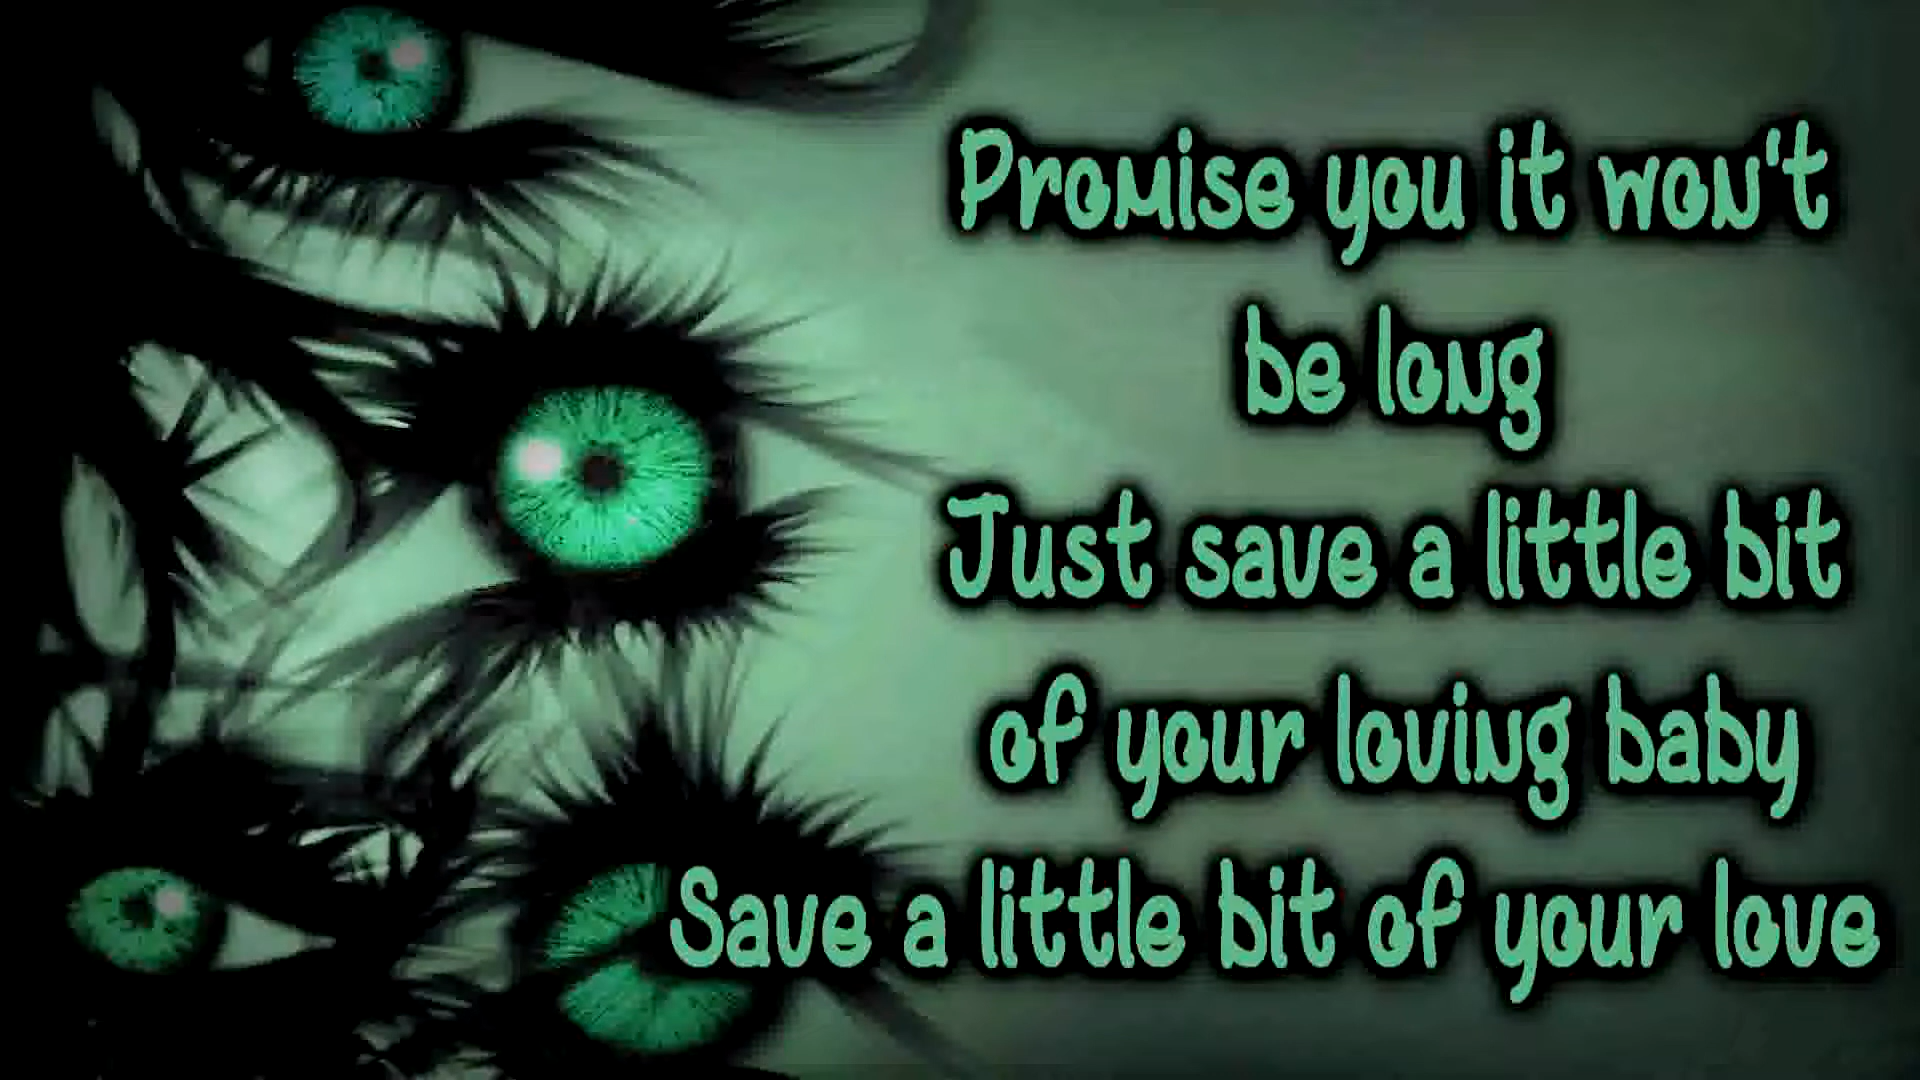 Promise you it won't
be long
Just save a little bit
of your loving baby
Save a little bit of your love